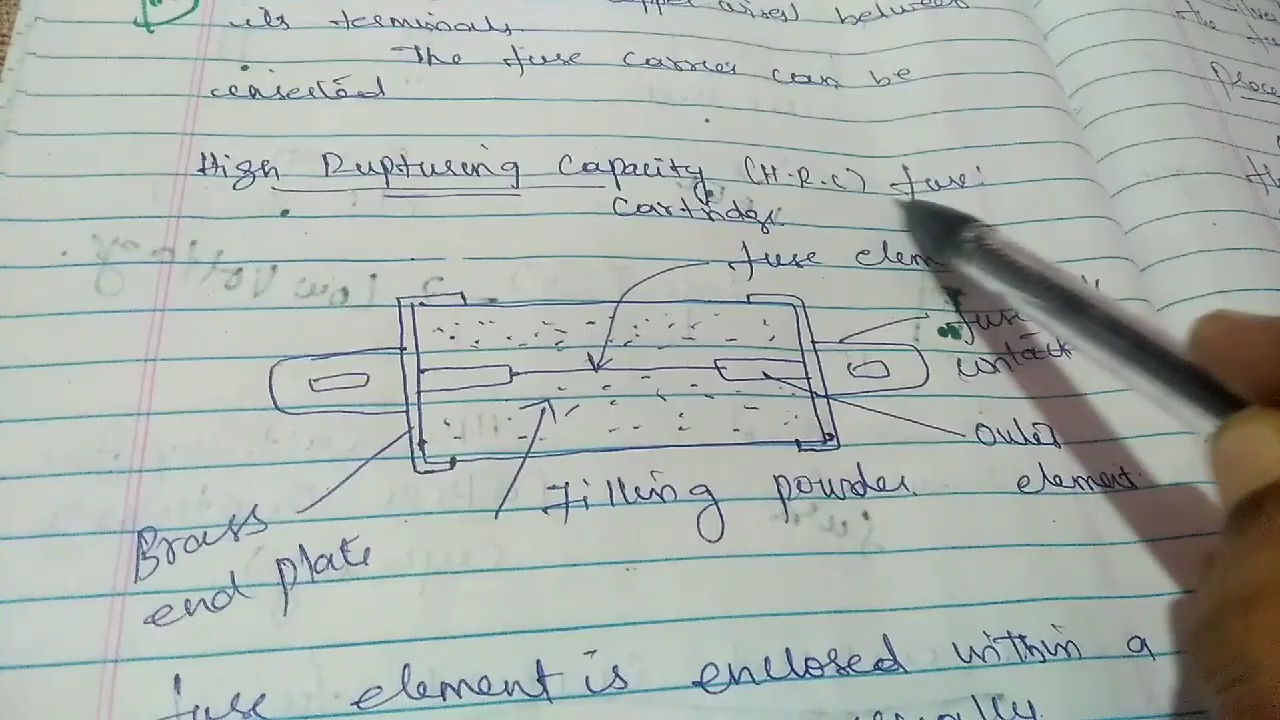 its terminals
between
The fuse carrier can be
inserted
High Rupturing Capacity (H.R.C) fuse:
Cartridge
fuse elem
fuse
contact
outer
element
Filling powder
Brass
end plate
fuse element is enclosed within a